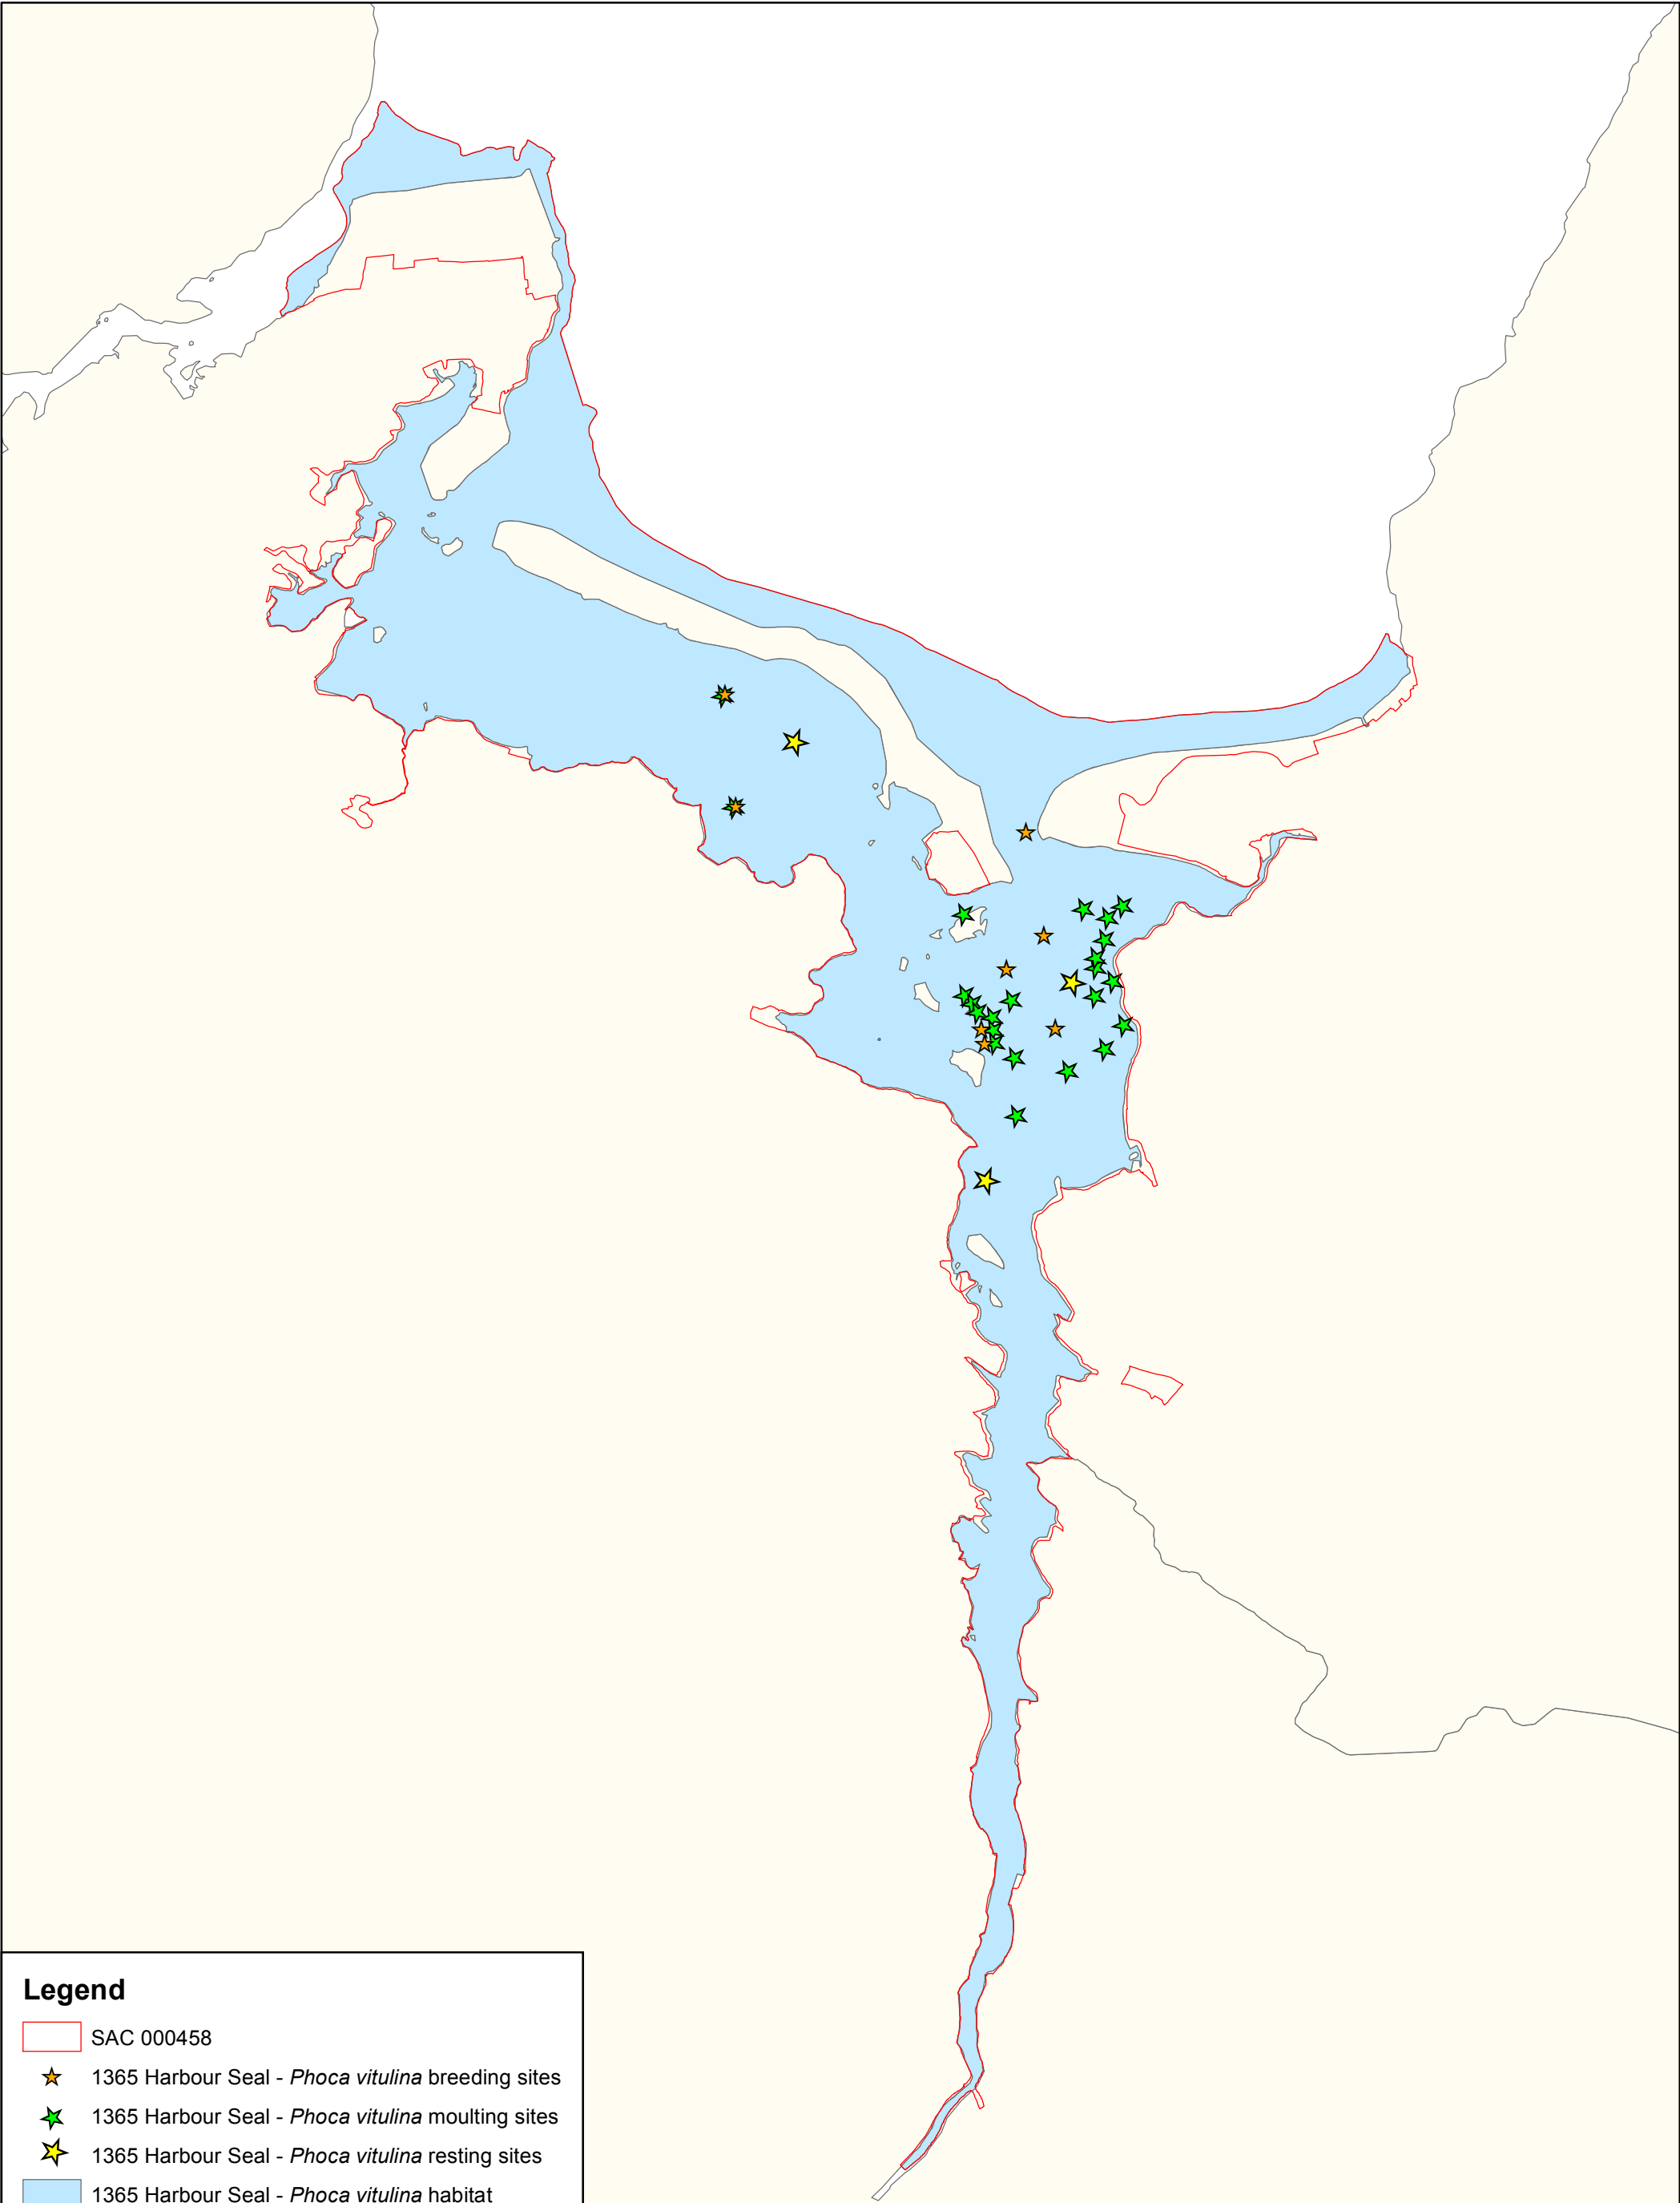 Legend
SAC 000458
1365 Harbour Seal - Phoca vitulina breeding sites
1365 Harbour Seal - Phoca vitulina moulting sites
1365 Harbour Seal - Phoca vitulina resting sites
1365 Harbour Seal - Phoca vitulina habitat